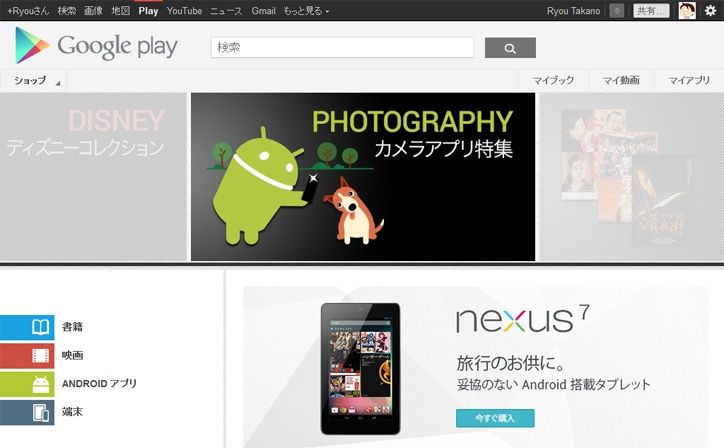 +Ryouさん 検索 画像 地図 Play YouTube ニュース Gmail もっと見る
Ryou Takano 0 共有...
Google play
検索
ショップ
マイブック マイ動画 マイアプリ
DISNEY
ディズニーコレクション
PHOTOGRAPHY
カメラアプリ特集
書籍
映画
ANDROID アプリ
端末
nexus 7
旅行のお供に。
妥協のない Android 搭載タブレット
今すぐ購入